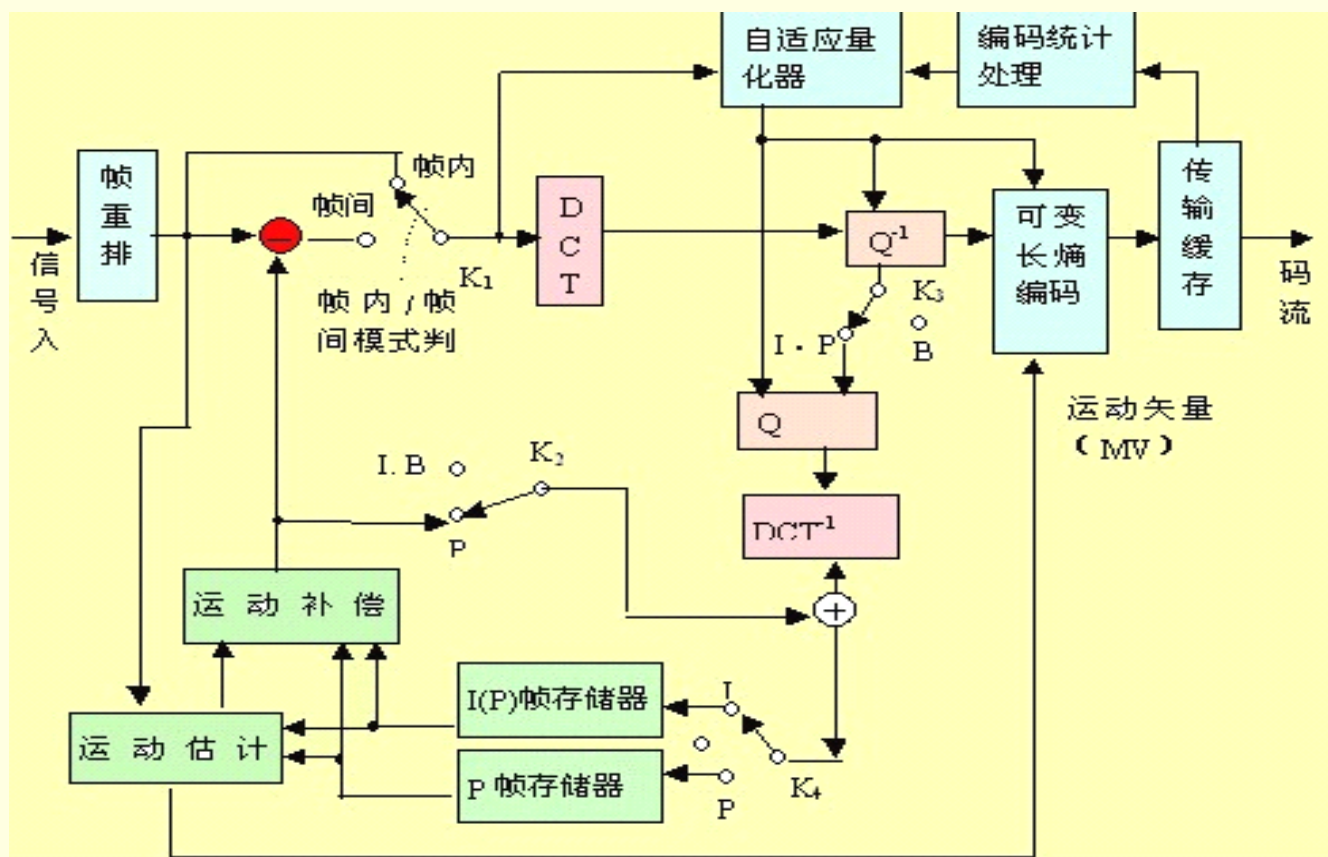 自适应量
化器
编码统计
处理
帧
重
排
帧内
帧间
D
C
T
Q-1
可变
长熵
编码
传
输
缓
存
信
号
入
K1
帧内/帧
间模式判
K3
B
I·P
码
流
Q
运动矢量
(MV)
I.B
K2
P
DCT-1
运动补偿
+
I(P)帧存储器
I
运动估计
P帧存储器
K4
P